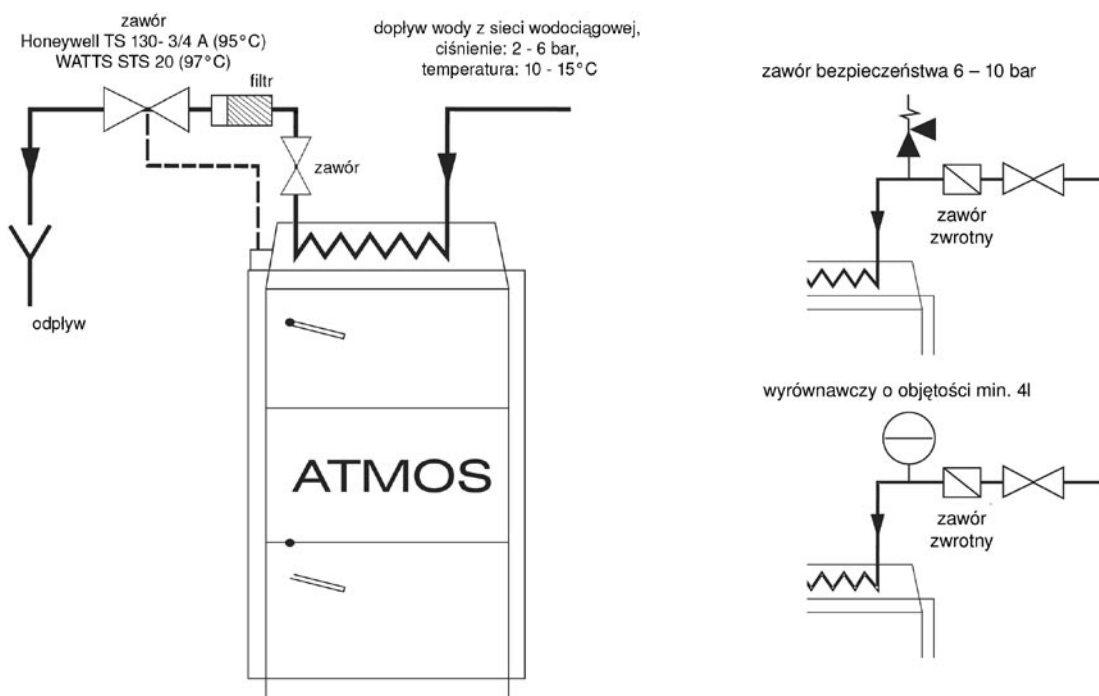 zawór
Honeywell TS 130- 3/4 A (95°C)
WATTS STS 20 (97°C)
filtr
dopływ wody z sieci wodociągowej,
ciśnienie: 2 - 6 bar,
temperatura: 10 - 15°C
zawór
odpływ
ATMOS
zawór bezpieczeństwa 6 – 10 bar
zawór
zwrotny
wyrównawczy o objętości min. 4l
zawór
zwrotny